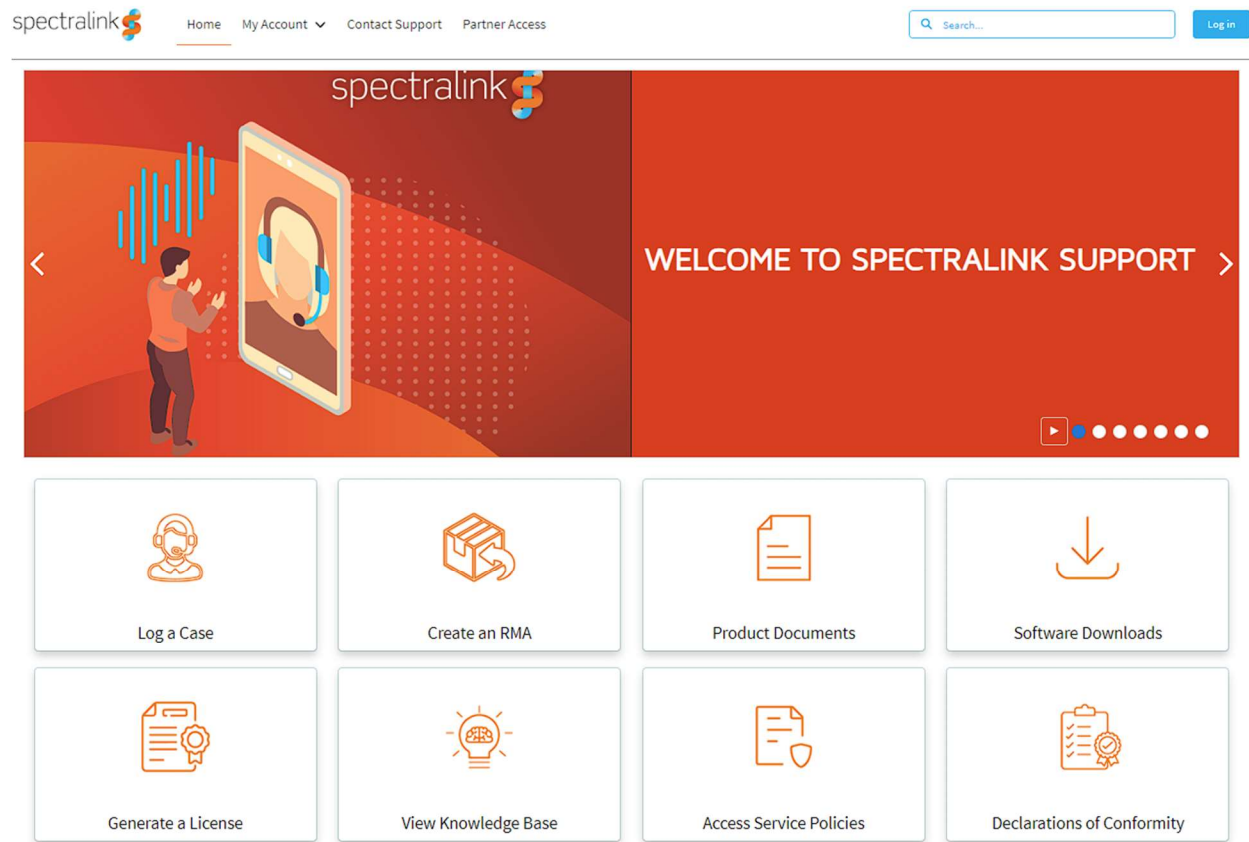 spectralink
Home My Account Contact Support Partner Access
Search...
Log in
spectralink
WELCOME TO SPECTRALINK SUPPORT
Log a Case
Create an RMA
Product Documents
Software Downloads
Generate a License
View Knowledge Base
Access Service Policies
Declarations of Conformity